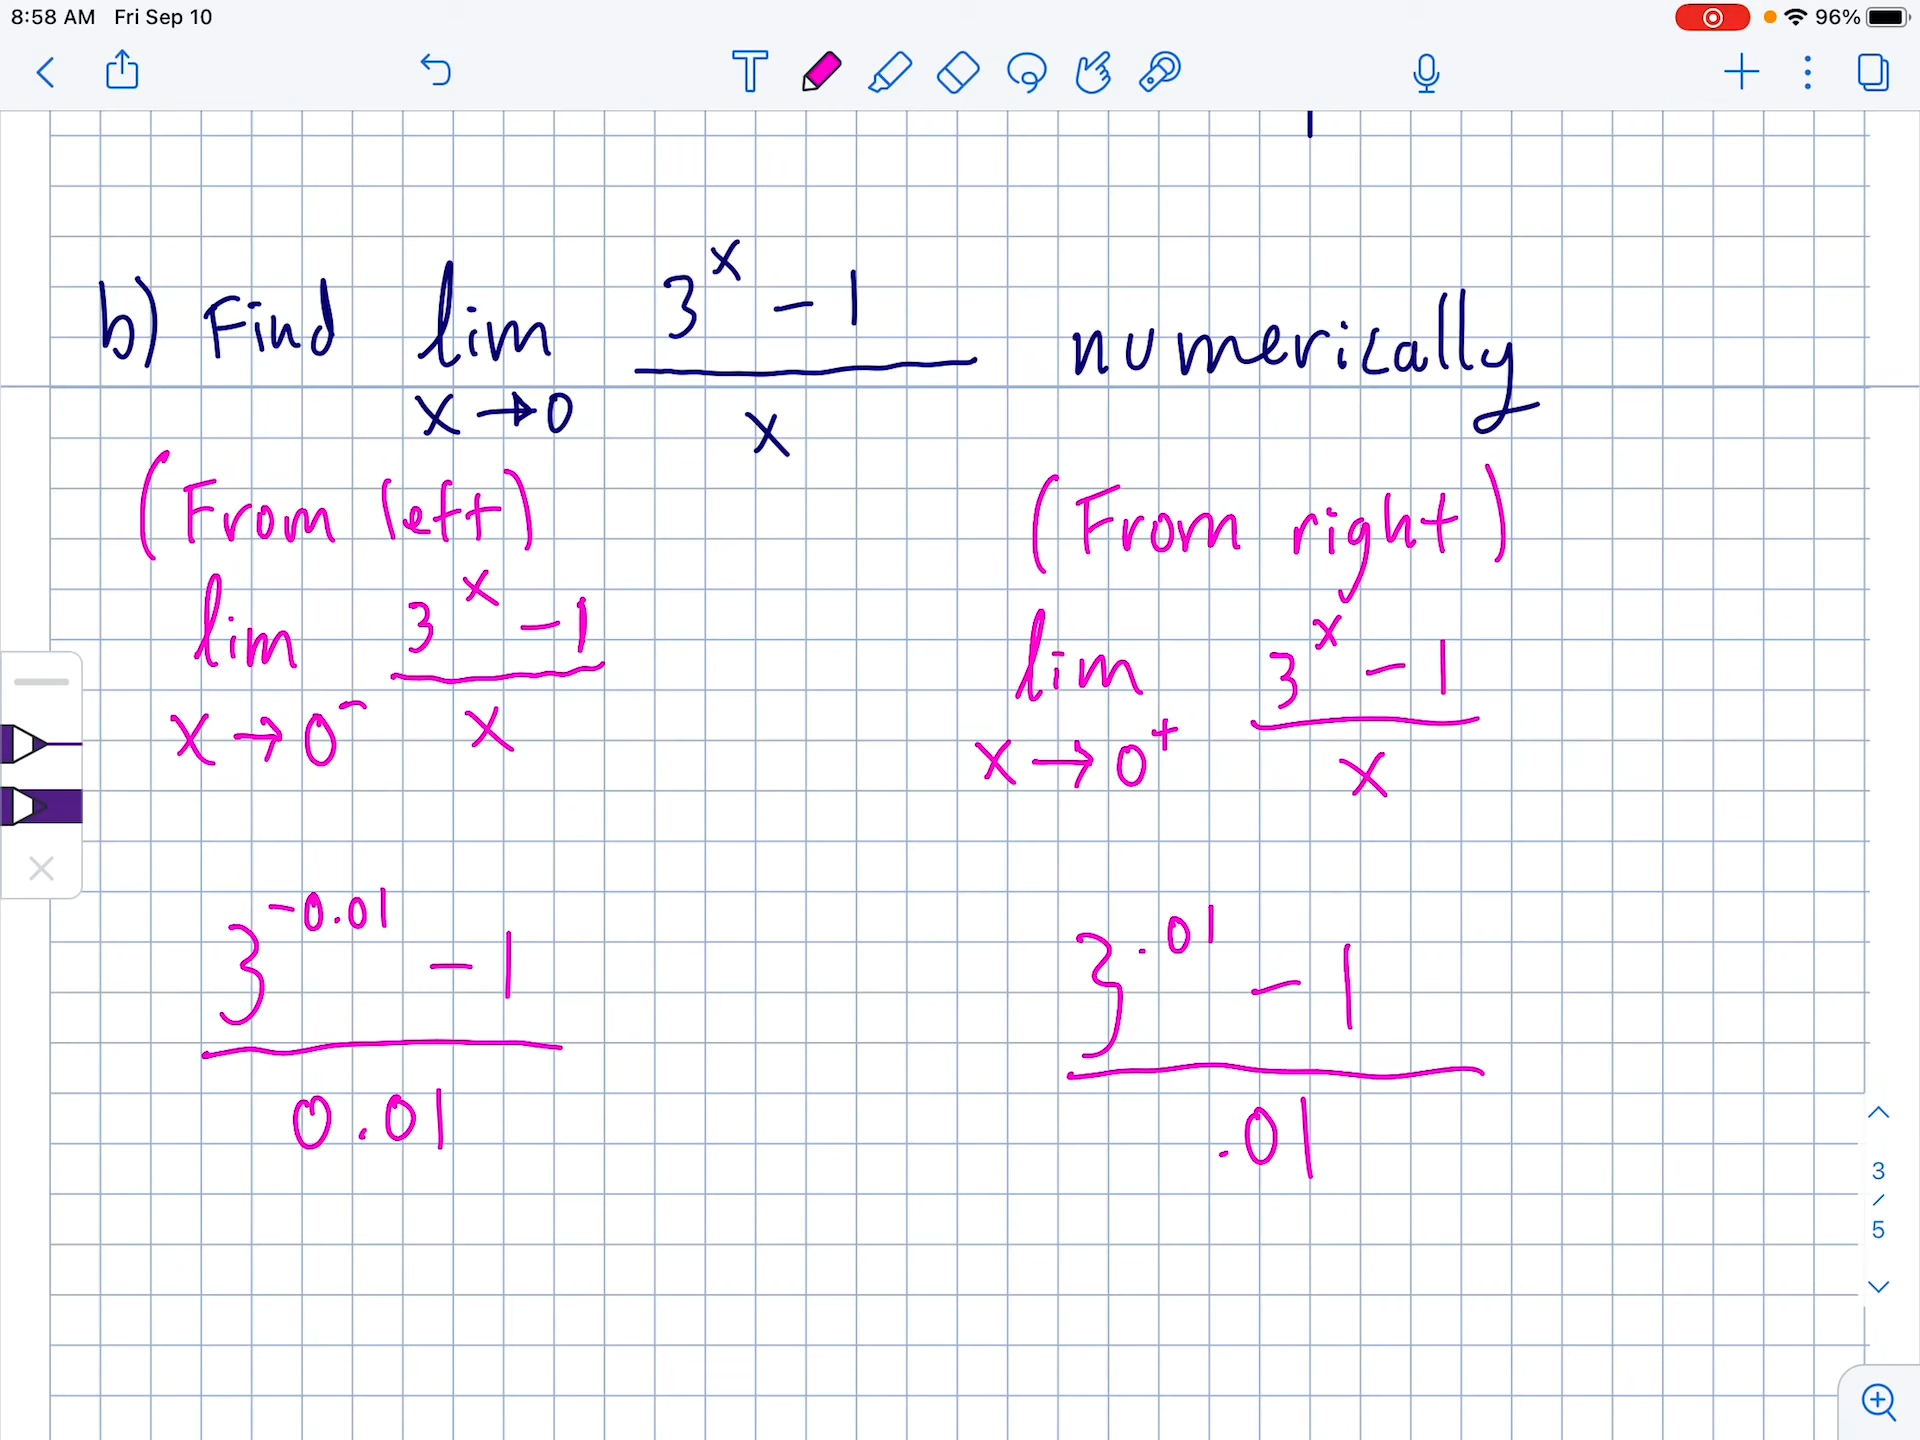 8:58 AM Fri Sep 10 96%
T
b) Find lim x→0 (3^x - 1)/x numerically
(From left) (From right)
lim x→0⁻ (3^x - 1)/x lim x→0⁺ (3^x - 1)/x
(3^-0.01 - 1)/0.01 (3^.01 - 1)/.01
3
/
5